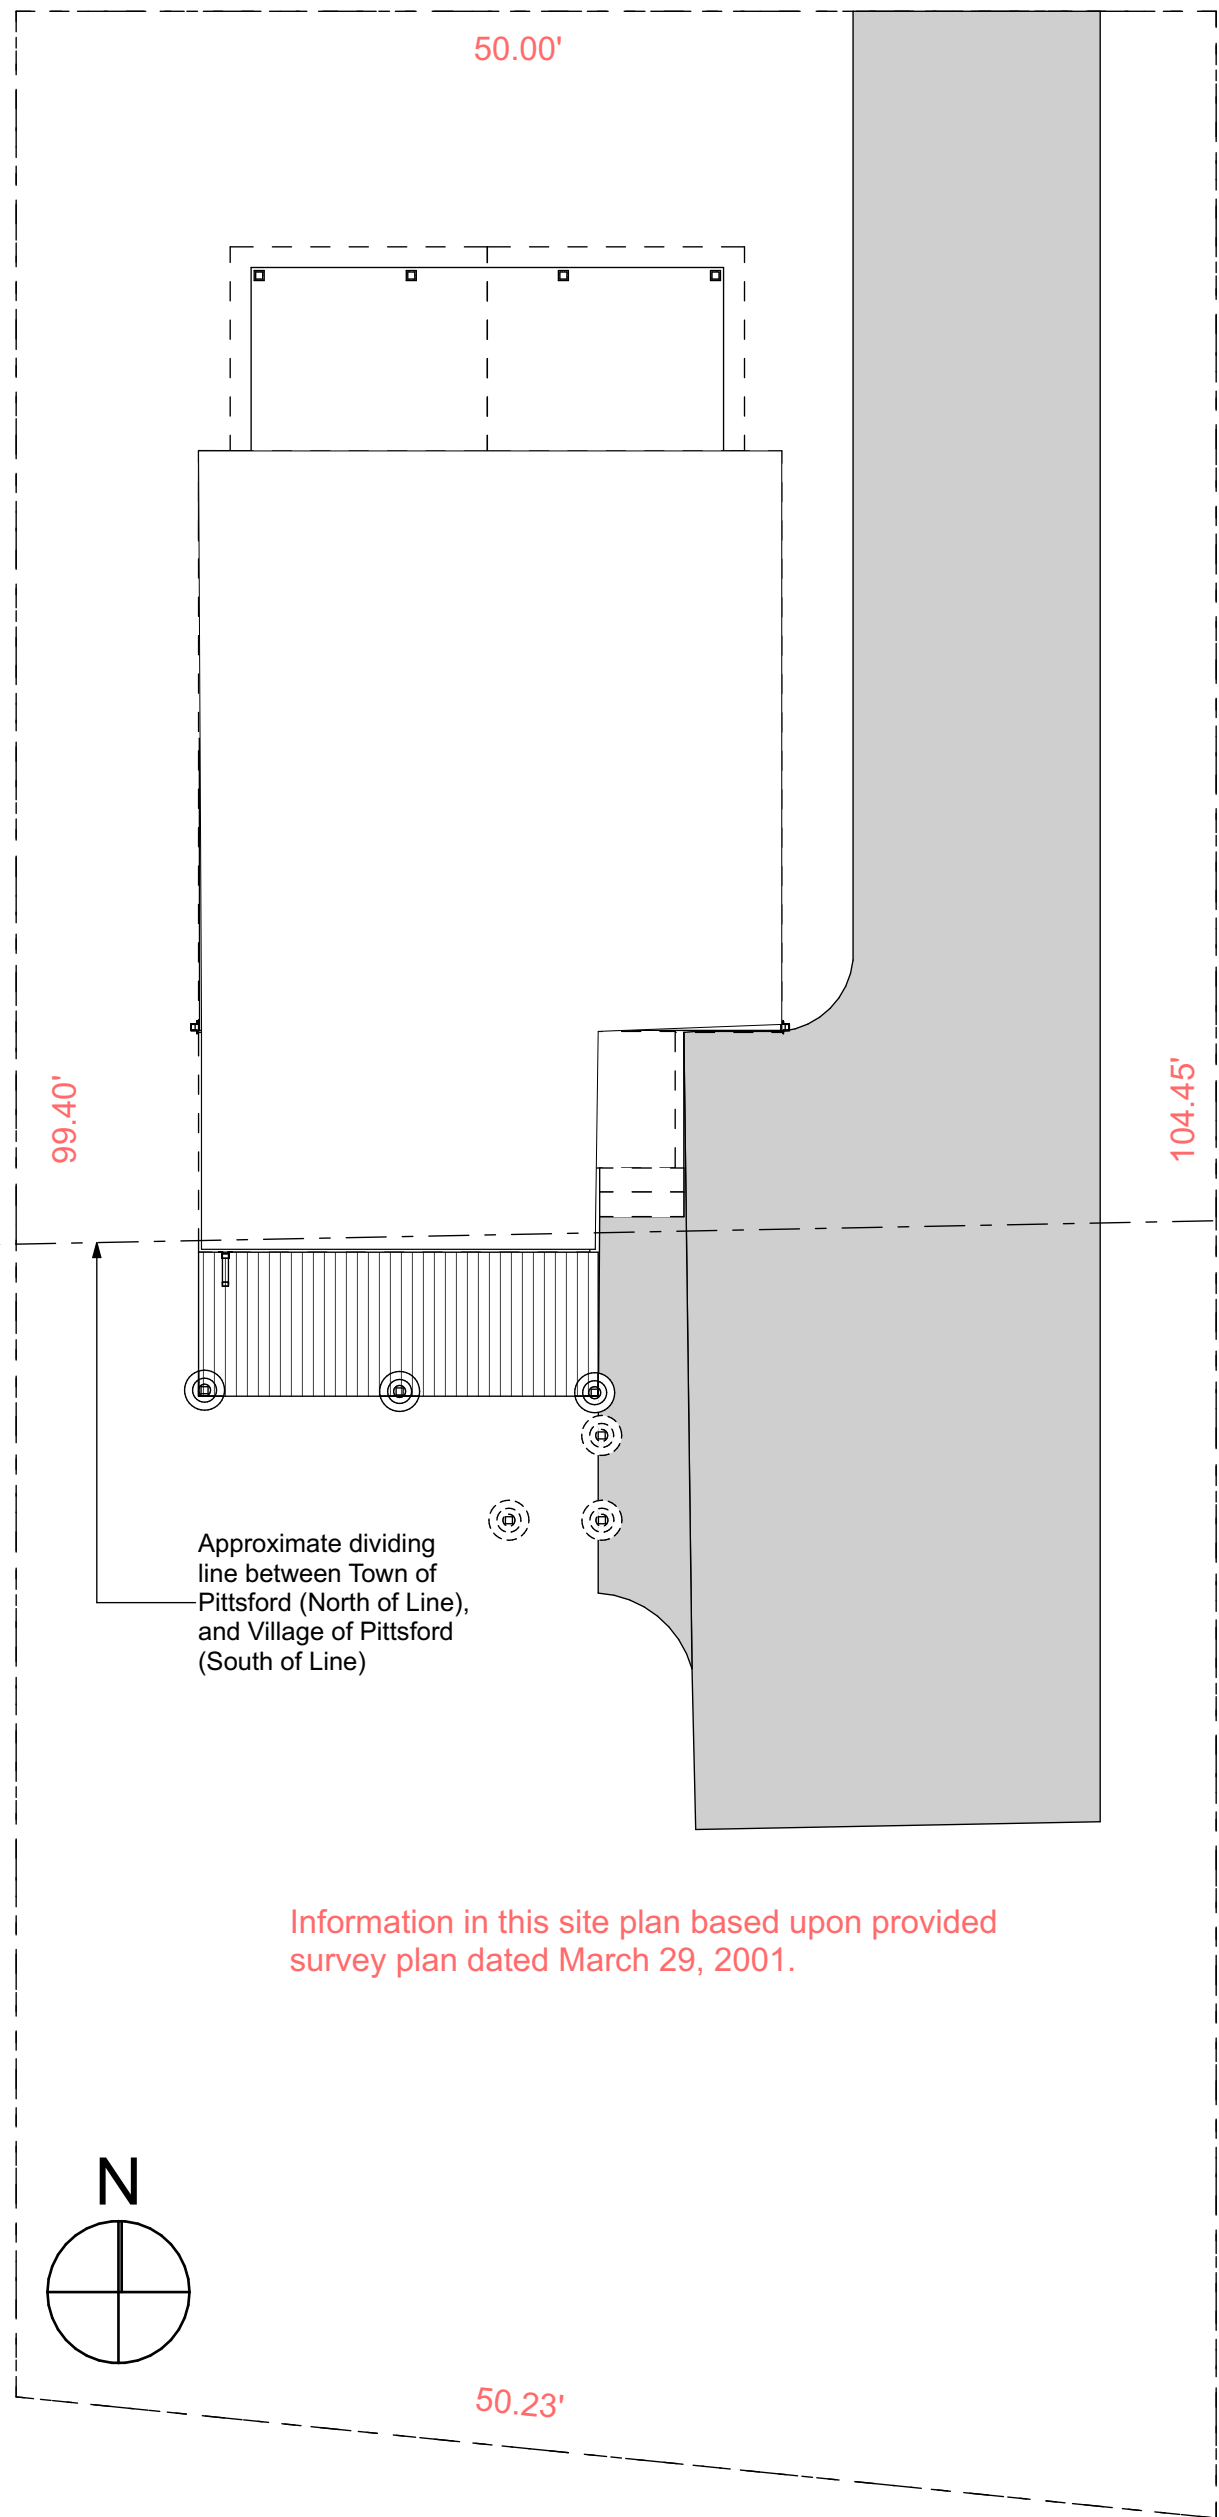 50.00'
99.40'
104.45'
Approximate dividing
line between Town of
Pittsford (North of Line),
and Village of Pittsford
(South of Line)
Information in this site plan based upon provided
survey plan dated March 29, 2001.
N
50.23'